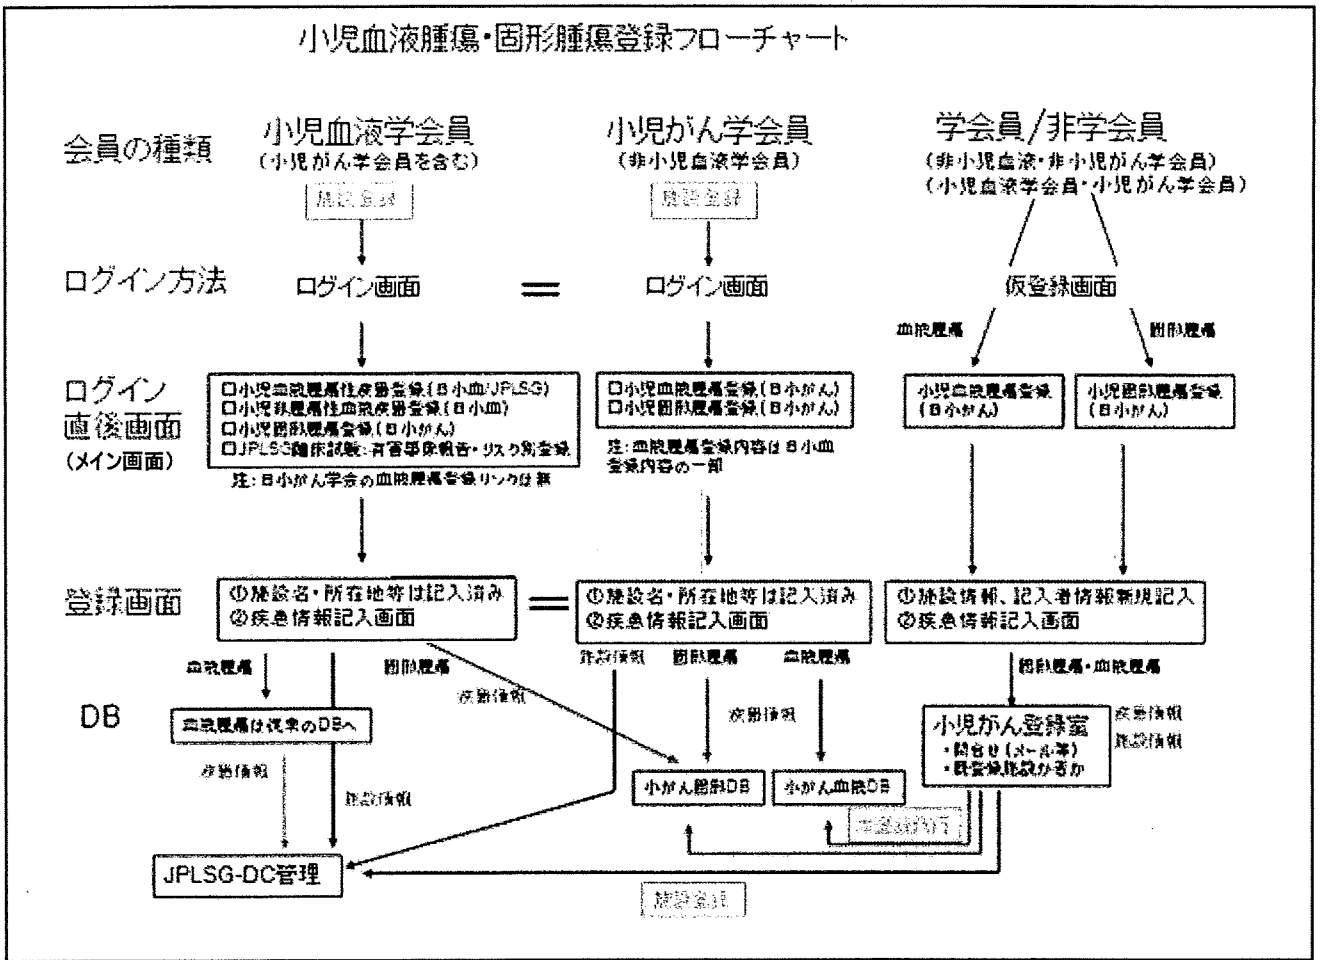 小児血液腫瘍・固形腫瘍登録フローチャート
会員の種類
小児血液学会員
(小児がん学会員を含む)
施設登録
小児がん学会員
(非小児血液学会員)
施設登録
学会員/非学会員
(非小児血液・非小児がん学会員)
(小児血液学会員・小児がん学会員)
ログイン方法
ログイン画面
=
ログイン画面
仮登録画面
血液腫瘍
固形腫瘍
ログイン
直後画面
(メイン画面)
□小児血液腫瘍性疾患登録(日小血/JPLSG)
□小児非腫瘍性血液疾患登録(日小血)
□小児固形腫瘍登録(日小がん)
□JPLSG臨床試験:有害事象報告・リスク別登録
注:日小がん学会の血液腫瘍登録リンクは無
□小児血液腫瘍登録(日小がん)
□小児固形腫瘍登録(日小がん)
注:血液腫瘍登録内容は日小血
登録内容の一部
小児血液腫瘍登録
(日小がん)
小児固形腫瘍登録
(日小がん)
登録画面
①施設名・所在地等は記入済み
②疾患情報記入画面
=
①施設名・所在地等は記入済み
②疾患情報記入画面
①施設情報、記入者情報新規記入
②疾患情報記入画面
血液腫瘍
固形腫瘍
疾患情報
施設情報
固形腫瘍
血液腫瘍
疾患情報
固形腫瘍・血液腫瘍
DB
血液腫瘍は従来のDBへ
疾患情報
施設情報
小がん固形DB
小がん血液DB
小児がん登録室
・問合せ(メール等)
・既登録施設か否か
疾患情報
施設情報
JPLSG-DC管理
施設登録